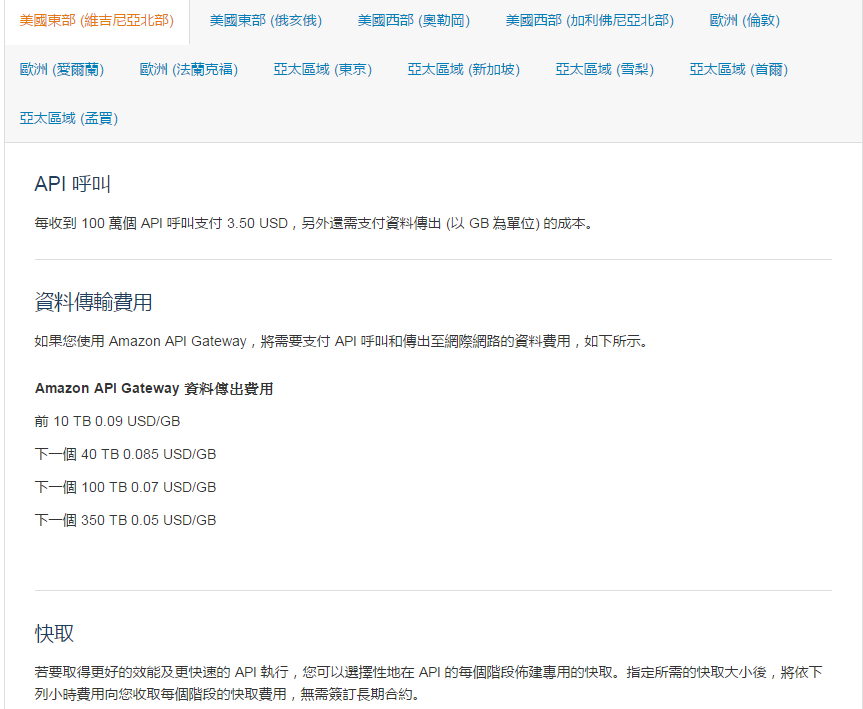 美國東部 (維吉尼亞北部) 美國東部 (俄亥俄) 美國西部 (奧勒岡) 美國西部 (加利佛尼亞北部) 歐洲 (倫敦)
歐洲 (愛爾蘭) 歐洲 (法蘭克福) 亞太區域 (東京) 亞太區域 (新加坡) 亞太區域 (雪梨) 亞太區域 (首爾)
亞太區域 (孟買)
API 呼叫
每收到 100 萬個 API 呼叫支付 3.50 USD，另外還需支付資料傳出 (以 GB 為單位) 的成本。
資料傳輸費用
如果您使用 Amazon API Gateway，將需要支付 API 呼叫和傳出至網際網路的資料費用，如下所示。
Amazon API Gateway 資料傳出費用
前 10 TB 0.09 USD/GB
下一個 40 TB 0.085 USD/GB
下一個 100 TB 0.07 USD/GB
下一個 350 TB 0.05 USD/GB
快取
若要取得更好的效能及更快速的 API 執行，您可以選擇性地在 API 的每個階段佈建專用的快取。指定所需的快取大小後，將依下
列小時費用向您收取每個階段的快取費用，無需簽訂長期合約。